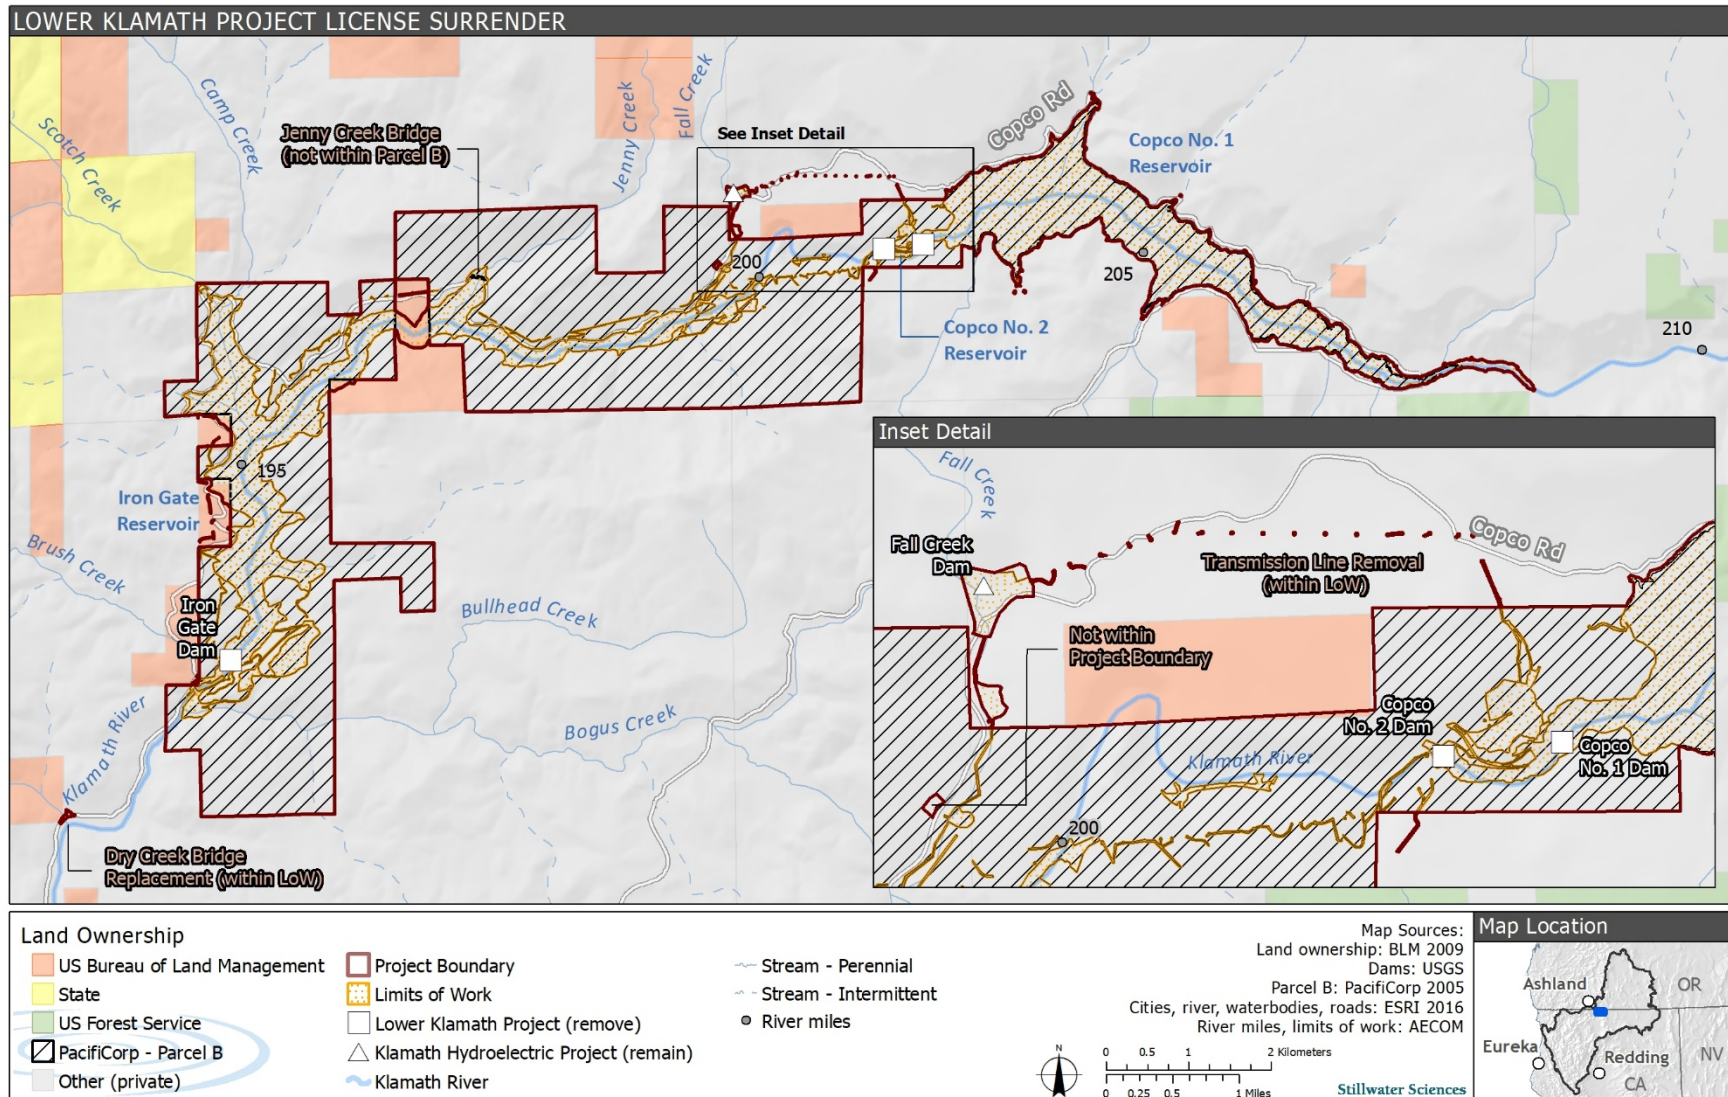 LOWER KLAMATH PROJECT LICENSE SURRENDER
Scotch Creek
Camp Creek
Jenny Creek Bridge
(not within Parcel B)
Jenny Creek
Fall Creek
See Inset Detail
Copco Rd
Copco No. 1
Reservoir
200
205
210
Copco No. 2
Reservoir
195
Iron Gate
Reservoir
Brush Creek
Iron
Gate
Dam
Bullhead Creek
Bogus Creek
Klamath River
Dry Creek Bridge
Replacement (within LoW)
Inset Detail
Fall Creek
Fall Creek
Dam
Copco Rd
Transmission Line Removal
(within LoW)
Not within
Project Boundary
Copco
No. 2 Dam
Klamath River
Copco
No. 1 Dam
200
Land Ownership
US Bureau of Land Management
State
US Forest Service
PacifiCorp - Parcel B
Other (private)
Project Boundary
Limits of Work
Lower Klamath Project (remove)
Klamath Hydroelectric Project (remain)
Klamath River
Stream - Perennial
Stream - Intermittent
River miles
Map Sources:
Land ownership: BLM 2009
Dams: USGS
Parcel B: PacifiCorp 2005
Cities, river, waterbodies, roads: ESRI 2016
River miles, limits of work: AECOM
N
0 0.5 1 2 Kilometers
0 0.25 0.5 1 Miles
Stillwater Sciences
Map Location
Ashland
OR
Eureka
Redding
NV
CA